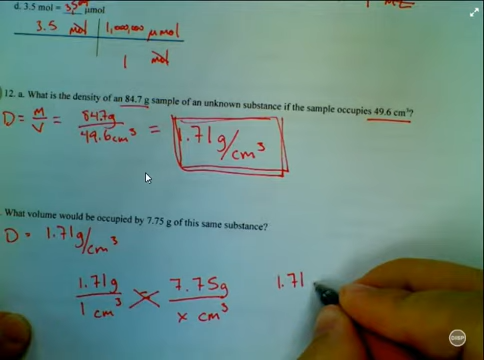 d. 3.5 mol = μmol
3.5 mol 1,000,000 μmol
1 mol
12. a. What is the density of an 84.7 g sample of an unknown substance if the sample occupies 49.6 cm³?
D = M/V = 84.7g/49.6cm³ = 1.71g/cm³
. What volume would be occupied by 7.75 g of this same substance?
D = 1.71g/cm³
1.71g/1 cm³ 7.75g/x cm³ 1.71